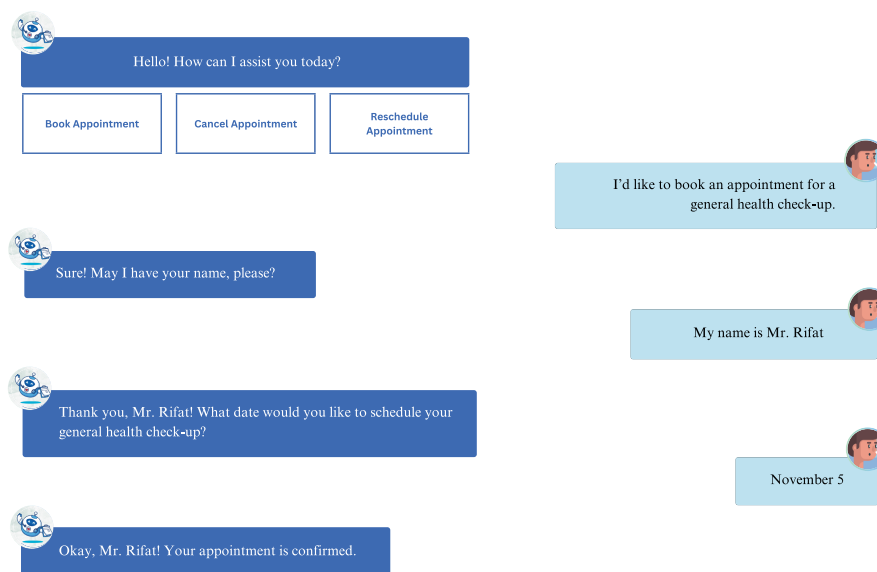 Hello! How can I assist you today?
Book Appointment
Cancel Appointment
Reschedule
Appointment
I’d like to book an appointment for a
general health check-up.
Sure! May I have your name, please?
My name is Mr. Rifat
Thank you, Mr. Rifat! What date would you like to schedule your
general health check-up?
November 5
Okay, Mr. Rifat! Your appointment is confirmed.